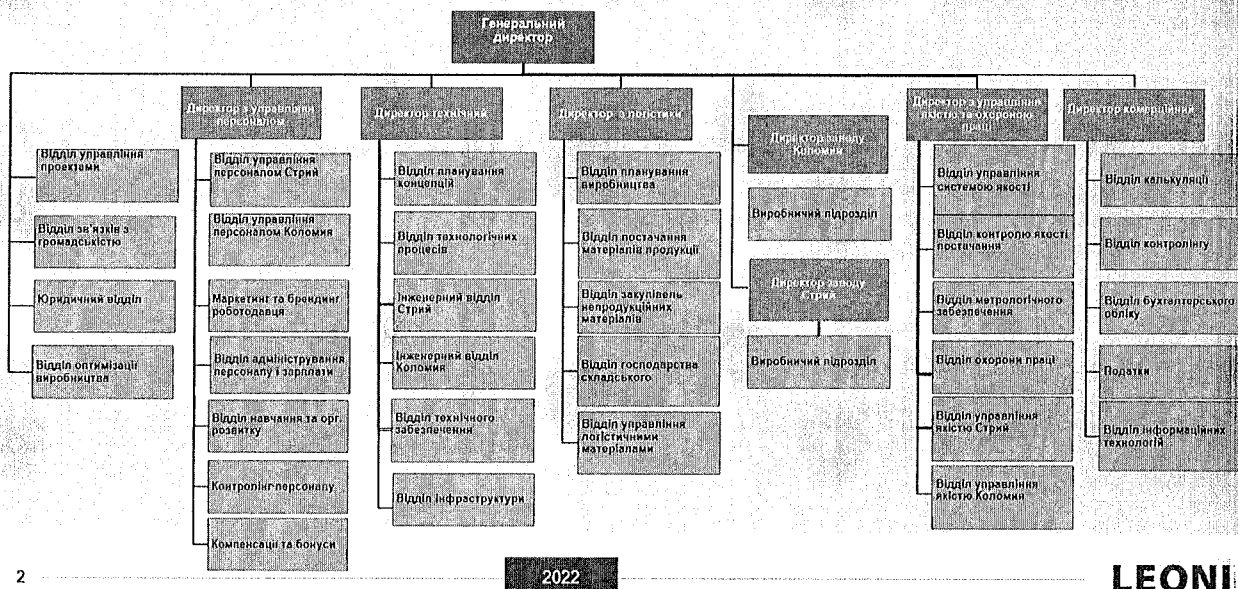 Генеральний
директор
Директор з управління
персоналом
Директор технічний
Директор з логістики
Директор заводу
Коломия
Директор з управління
якістю та охороною
праці
Директор комерційний
Відділ управління
проектами
Відділ зв'язків з
громадськістю
Юридичний відділ
Відділ оптимізації
виробництва
Відділ управління
персоналом Стрий
Відділ управління
персоналом Коломия
Маркетинг та брендинг
роботодавця
Відділ адміністрування
персоналу і зарплати
Відділ навчання та орг.
розвитку
Контролінг персоналу
Компенсації та бонуси
Відділ планування
концепцій
Відділ технологічних
процесів
Інженерний відділ
Стрий
Інженерний відділ
Коломия
Відділ технічного
забезпечення
Відділ інфраструктури
Відділ планування
виробництва
Відділ постачання
матеріалів продукції
Відділ закупівель
непродукційних
матеріалів
Відділ господарства
складського
Відділ управління
логістичними
матеріалами
Виробничий підрозділ
Директор заводу
Стрий
Виробничий підрозділ
Відділ управління
системою якості
Відділ контролю якості
постачання
Відділ метрологічного
забезпечення
Відділ охорони праці
Відділ управління
якістю Стрий
Відділ управління
якістю Коломия
Відділ калькуляції
Відділ контролінгу
Відділ бухгалтерського
обліку
Податки
Відділ інформаційних
технологій
2
2022
LEONI